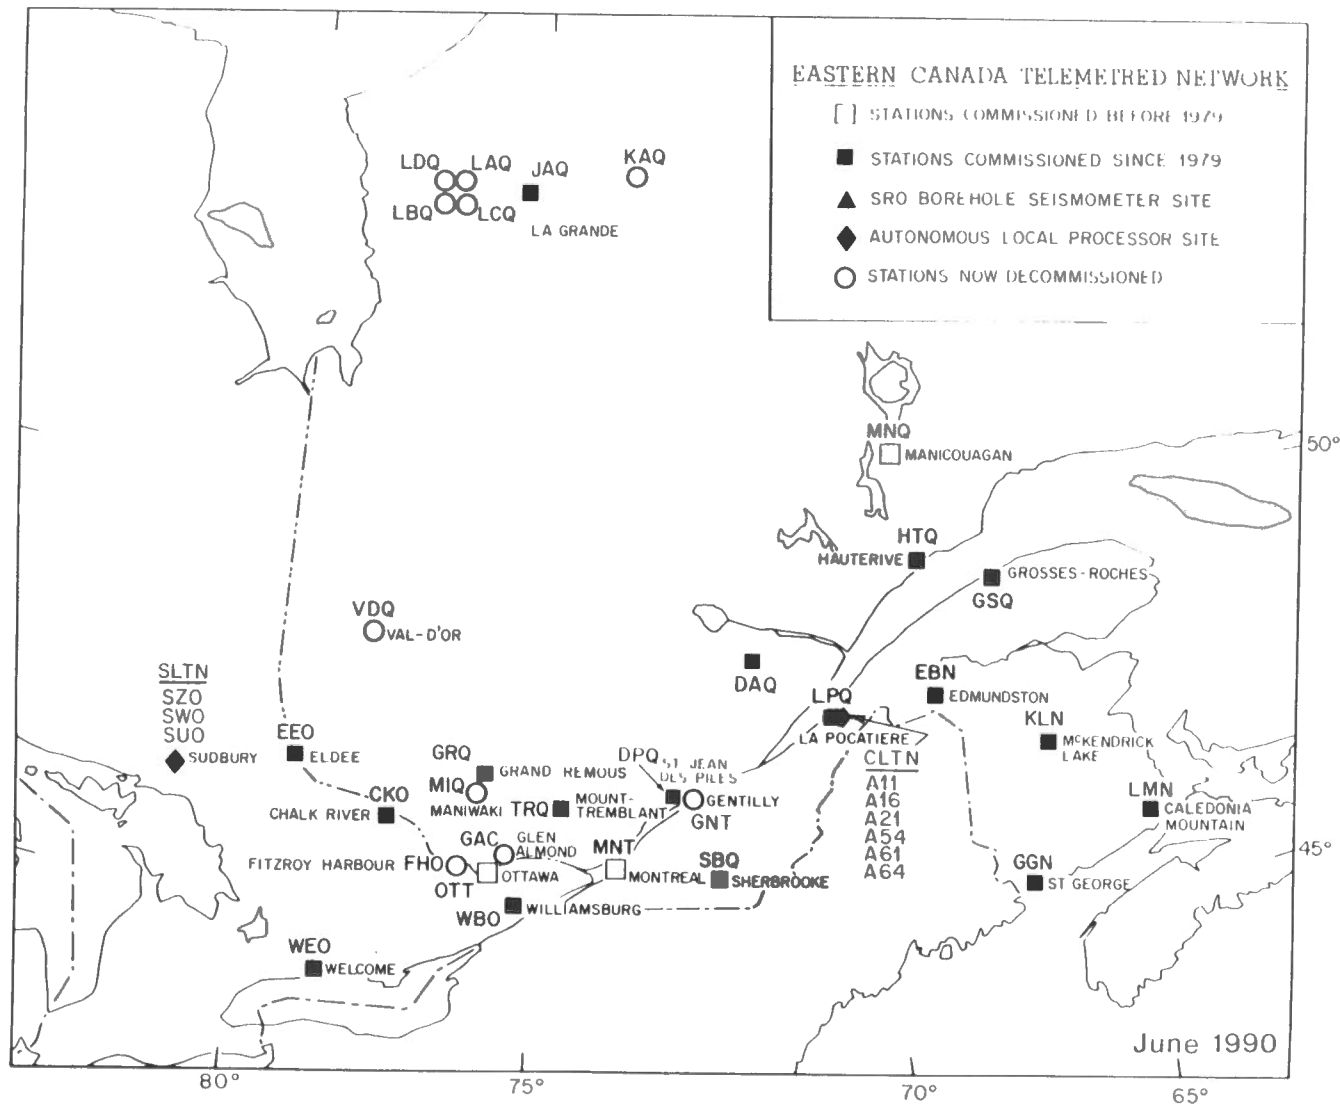 EASTERN CANADA TELEMETRED NETWORK
STATIONS COMMISSIONED BEFORE 1979
STATIONS COMMISSIONED SINCE 1979
SRO BOREHOLE SEISMOMETER SITE
AUTONOMOUS LOCAL PROCESSOR SITE
STATIONS NOW DECOMMISSIONED
LDQ LAQ JAQ KAQ
LBQ LCQ
LA GRANDE
MNQ
MANICOUAGAN
50°
HTQ
HAUTERIVE
GROSSES-ROCHES
GSQ
VDQ
VAL-D'OR
SLTN
SZO
SWO
SUO
SUDBURY
EEO
ELDEE
DAQ
LPQ
LA POCATIERE
EBN
EDMUNDSTON
KLN
McKENDRICK
LAKE
CLTN
A11
A16
A21
A54
A61
A64
GRQ
GRAND REMOUS
DPQ
ST JEAN
DES PILES
MIQ
MANIWAKI
TRQ
MOUNT-
TREMBLANT
GENTILLY
GNT
CKO
CHALK RIVER
LMN
CALEDONIA
MOUNTAIN
GAC
GLEN
ALMOND
FITZROY HARBOUR
FHO
OTT
OTTAWA
MNT
MONTREAL
SBQ
SHERBROOKE
GGN
ST GEORGE
45°
WBO
WILLIAMSBURG
WEO
WELCOME
June 1990
80°
75°
70°
65°